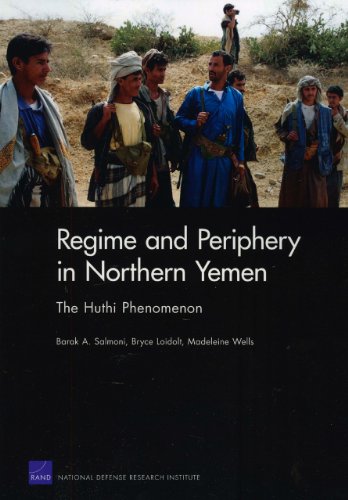 Regime and Periphery
in Northern Yemen
The Huthi Phenomenon
Barak A. Salmoni, Bryce Loidolt, Madeleine Wells
RAND
NATIONAL DEFENSE RESEARCH INSTITUTE